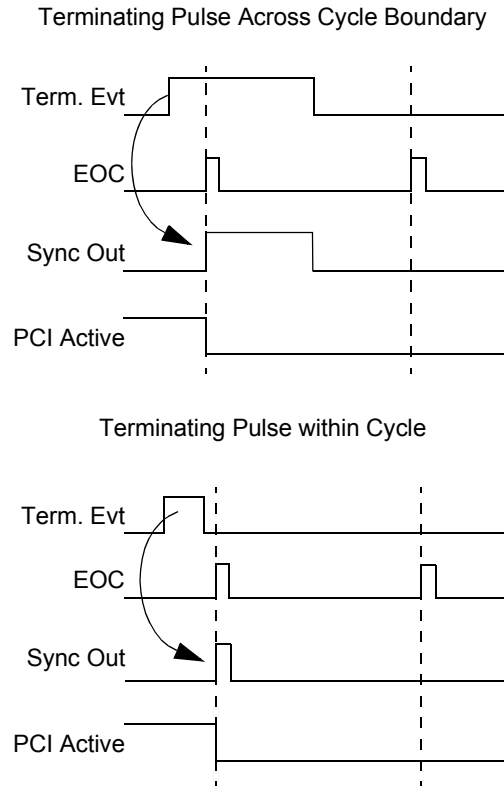 Terminating Pulse Across Cycle Boundary
Term. Evt
EOC
Sync Out
PCI Active
Terminating Pulse within Cycle
Term. Evt
EOC
Sync Out
PCI Active